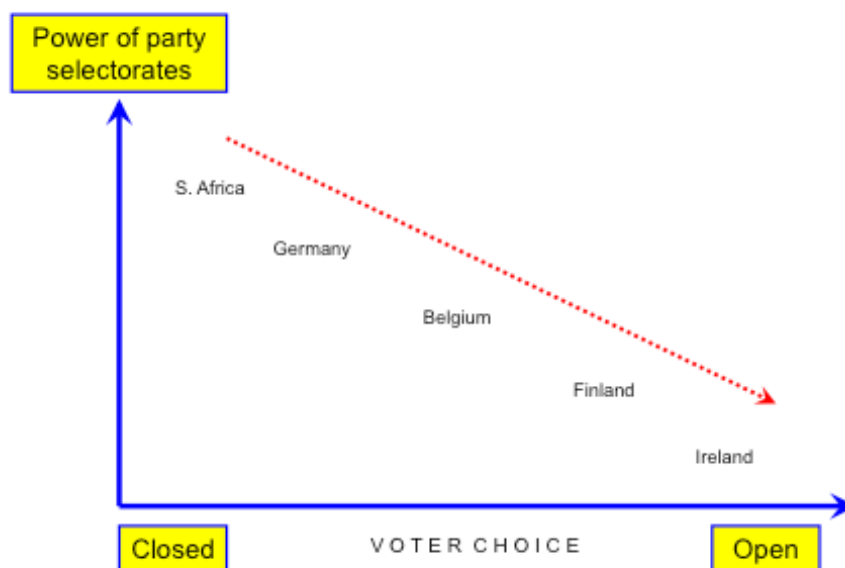 Power of party
selectorates
S. Africa
Germany
Belgium
Finland
Ireland
Closed
VOTER CHOICE
Open